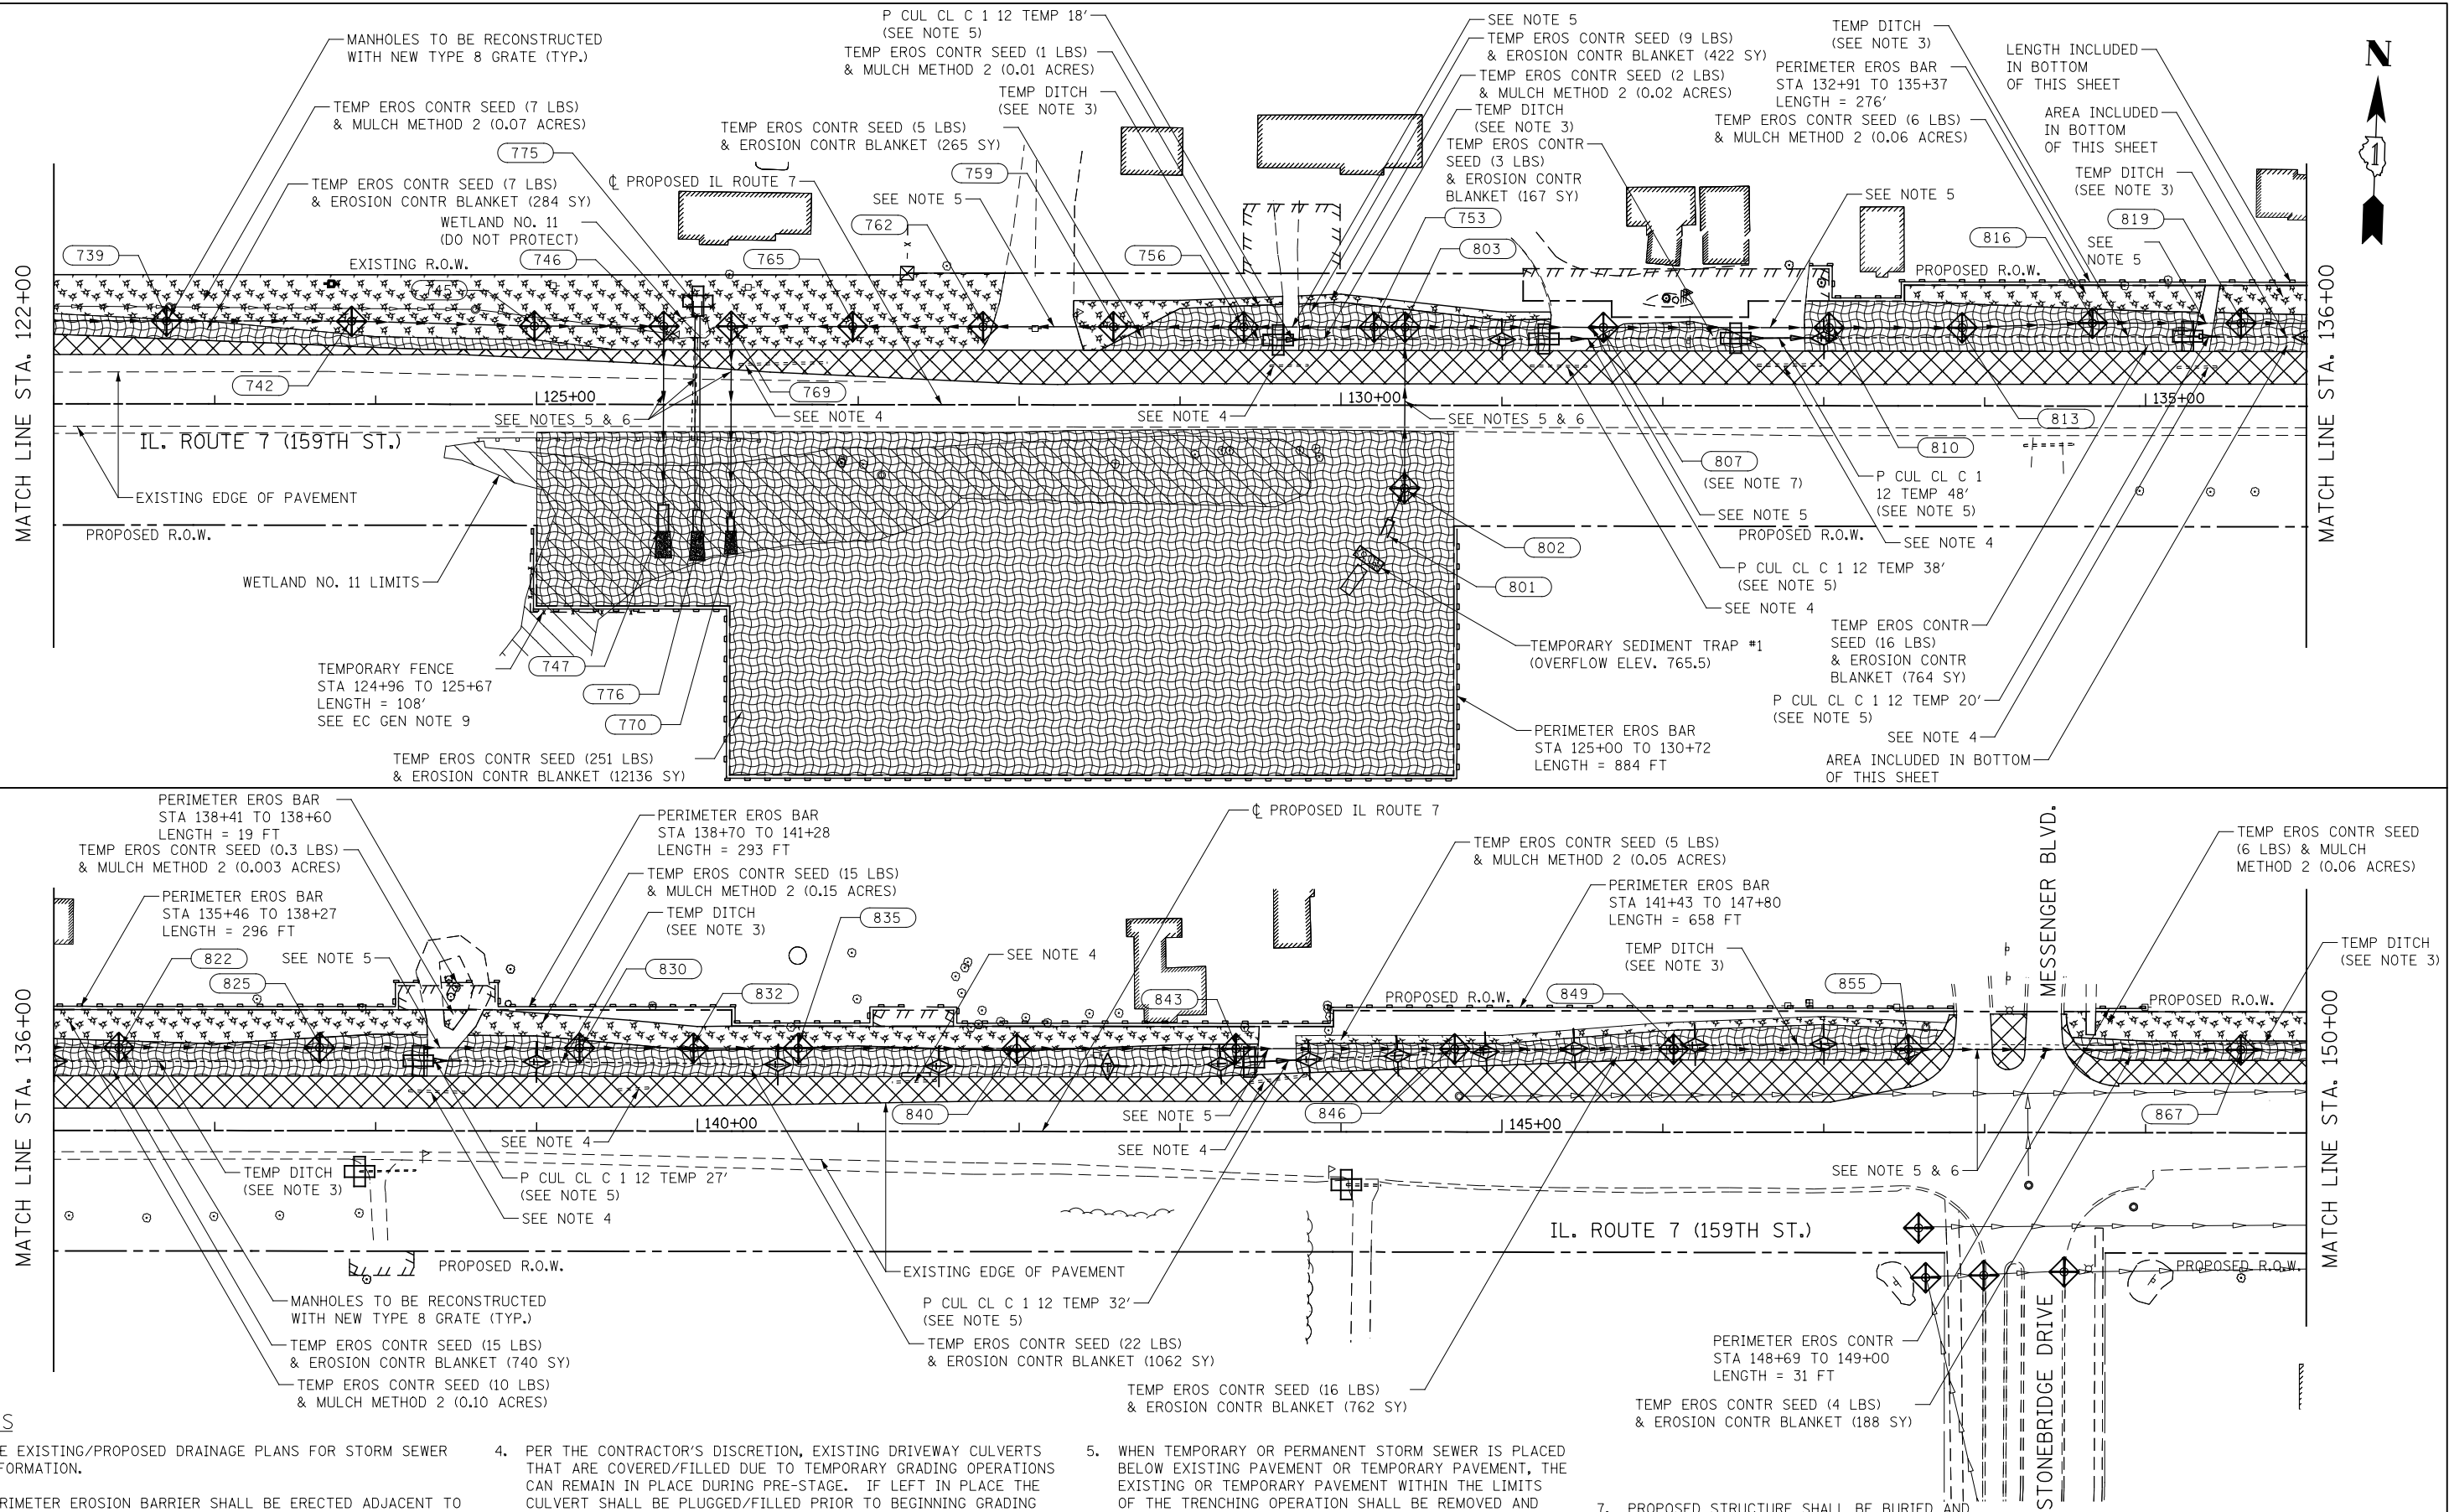 MANHOLES TO BE RECONSTRUCTED
WITH NEW TYPE 8 GRATE (TYP.)
TEMP EROS CONTR SEED (7 LBS)
& MULCH METHOD 2 (0.07 ACRES)
775
TEMP EROS CONTR SEED (7 LBS)
& EROSION CONTR BLANKET (284 SY)
WETLAND NO. 11
(DO NOT PROTECT)
739
EXISTING R.O.W.
746
745
P CUL CL C 1 12 TEMP 18'
(SEE NOTE 5)
TEMP EROS CONTR SEED (1 LBS)
& MULCH METHOD 2 (0.01 ACRES)
TEMP DITCH
(SEE NOTE 3)
TEMP EROS CONTR SEED (5 LBS)
& EROSION CONTR BLANKET (265 SY)
759
℄ PROPOSED IL ROUTE 7
SEE NOTE 5
762
765
756
SEE NOTE 5
TEMP EROS CONTR SEED (9 LBS)
& EROSION CONTR BLANKET (422 SY)
TEMP EROS CONTR SEED (2 LBS)
& MULCH METHOD 2 (0.02 ACRES)
TEMP DITCH
(SEE NOTE 3)
TEMP EROS CONTR
SEED (3 LBS)
& EROSION CONTR
BLANKET (167 SY)
753
803
TEMP DITCH
(SEE NOTE 3)
PERIMETER EROS BAR
STA 132+91 TO 135+37
LENGTH = 276'
TEMP EROS CONTR SEED (6 LBS)
& MULCH METHOD 2 (0.06 ACRES)
SEE NOTE 5
816
PROPOSED R.O.W.
LENGTH INCLUDED
IN BOTTOM
OF THIS SHEET
AREA INCLUDED
IN BOTTOM
OF THIS SHEET
TEMP DITCH
(SEE NOTE 3)
819
SEE
NOTE 5
N
1
MATCH LINE STA. 122+00
MATCH LINE STA. 136+00
742
125+00
769
SEE NOTES 5 & 6
SEE NOTE 4
SEE NOTE 4
130+00
SEE NOTES 5 & 6
135+00
813
810
807
(SEE NOTE 7)
IL. ROUTE 7 (159TH ST.)
EXISTING EDGE OF PAVEMENT
PROPOSED R.O.W.
P CUL CL C 1
12 TEMP 48'
(SEE NOTE 5)
SEE NOTE 5
PROPOSED R.O.W.
SEE NOTE 4
802
WETLAND NO. 11 LIMITS
P CUL CL C 1 12 TEMP 38'
(SEE NOTE 5)
801
SEE NOTE 4
TEMPORARY SEDIMENT TRAP #1
(OVERFLOW ELEV. 765.5)
TEMP EROS CONTR
SEED (16 LBS)
& EROSION CONTR
BLANKET (764 SY)
TEMPORARY FENCE
STA 124+96 TO 125+67
LENGTH = 108'
SEE EC GEN NOTE 9
747
776
770
P CUL CL C 1 12 TEMP 20'
(SEE NOTE 5)
PERIMETER EROS BAR
STA 125+00 TO 130+72
LENGTH = 884 FT
SEE NOTE 4
TEMP EROS CONTR SEED (251 LBS)
& EROSION CONTR BLANKET (12136 SY)
AREA INCLUDED IN BOTTOM
OF THIS SHEET
PERIMETER EROS BAR
STA 138+41 TO 138+60
LENGTH = 19 FT
TEMP EROS CONTR SEED (0.3 LBS)
& MULCH METHOD 2 (0.003 ACRES)
PERIMETER EROS BAR
STA 135+46 TO 138+27
LENGTH = 296 FT
822
SEE NOTE 5
825
PERIMETER EROS BAR
STA 138+70 TO 141+28
LENGTH = 293 FT
TEMP EROS CONTR SEED (15 LBS)
& MULCH METHOD 2 (0.15 ACRES)
TEMP DITCH
(SEE NOTE 3)
835
830
832
SEE NOTE 4
843
℄ PROPOSED IL ROUTE 7
TEMP EROS CONTR SEED (5 LBS)
& MULCH METHOD 2 (0.05 ACRES)
PERIMETER EROS BAR
STA 141+43 TO 147+80
LENGTH = 658 FT
TEMP DITCH
(SEE NOTE 3)
PROPOSED R.O.W.
849
855
MESSENGER BLVD.
TEMP EROS CONTR SEED
(6 LBS) & MULCH
METHOD 2 (0.06 ACRES)
TEMP DITCH
(SEE NOTE 3)
PROPOSED R.O.W.
MATCH LINE STA. 136+00
MATCH LINE STA. 150+00
SEE NOTE 4
140+00
840
SEE NOTE 5
SEE NOTE 4
846
145+00
867
SEE NOTE 5 & 6
TEMP DITCH
(SEE NOTE 3)
P CUL CL C 1 12 TEMP 27'
(SEE NOTE 5)
SEE NOTE 4
IL. ROUTE 7 (159TH ST.)
PROPOSED R.O.W.
EXISTING EDGE OF PAVEMENT
PROPOSED R.O.W.
MANHOLES TO BE RECONSTRUCTED
WITH NEW TYPE 8 GRATE (TYP.)
P CUL CL C 1 12 TEMP 32'
(SEE NOTE 5)
TEMP EROS CONTR SEED (15 LBS)
& EROSION CONTR BLANKET (740 SY)
TEMP EROS CONTR SEED (22 LBS)
& EROSION CONTR BLANKET (1062 SY)
PERIMETER EROS CONTR
STA 148+69 TO 149+00
LENGTH = 31 FT
TEMP EROS CONTR SEED (10 LBS)
& MULCH METHOD 2 (0.10 ACRES)
TEMP EROS CONTR SEED (16 LBS)
& EROSION CONTR BLANKET (762 SY)
TEMP EROS CONTR SEED (4 LBS)
& EROSION CONTR BLANKET (188 SY)
STONEBRIDGE DRIVE
S
E EXISTING/PROPOSED DRAINAGE PLANS FOR STORM SEWER
FORMATION.
RIMETER EROSION BARRIER SHALL BE ERECTED ADJACENT TO
4. PER THE CONTRACTOR'S DISCRETION, EXISTING DRIVEWAY CULVERTS
THAT ARE COVERED/FILLED DUE TO TEMPORARY GRADING OPERATIONS
CAN REMAIN IN PLACE DURING PRE-STAGE. IF LEFT IN PLACE THE
CULVERT SHALL BE PLUGGED/FILLED PRIOR TO BEGINNING GRADING
5. WHEN TEMPORARY OR PERMANENT STORM SEWER IS PLACED
BELOW EXISTING PAVEMENT OR TEMPORARY PAVEMENT, THE
EXISTING OR TEMPORARY PAVEMENT WITHIN THE LIMITS
OF THE TRENCHING OPERATION SHALL BE REMOVED AND
7. PROPOSED STRUCTURE SHALL BE BURIED AND